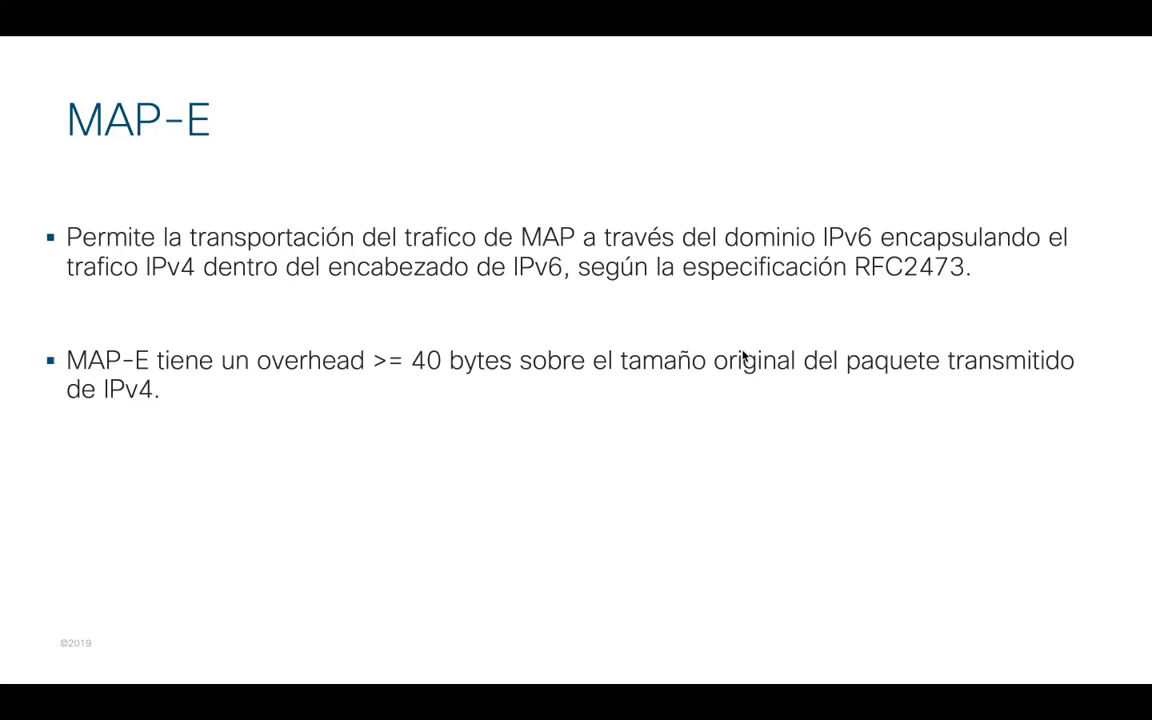 MAP-E
▪ Permite la transportación del trafico de MAP a través del dominio IPv6 encapsulando el
trafico IPv4 dentro del encabezado de IPv6, según la especificación RFC2473.
▪ MAP-E tiene un overhead >= 40 bytes sobre el tamaño original del paquete transmitido
de IPv4.
©2019